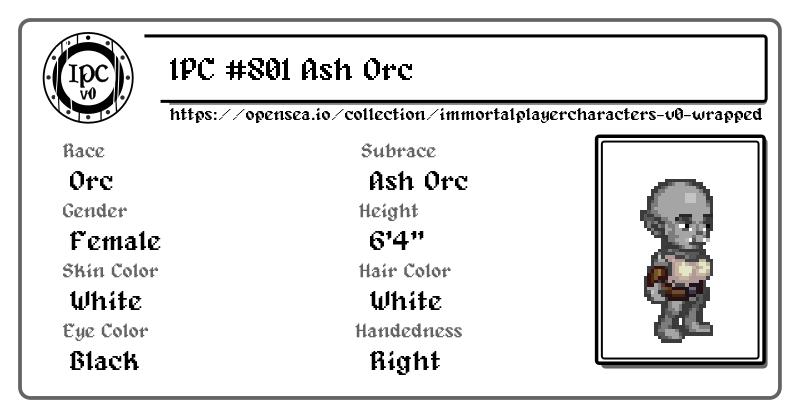 IPC
v0
IPC #801 Ash Orc
https://opensea.io/collection/immortalplayercharacters-v0-wrapped
Race
Orc
Subrace
Ash Orc
Gender
Female
Height
6'4"
Skin Color
White
Hair Color
White
Eye Color
Black
Handedness
Right